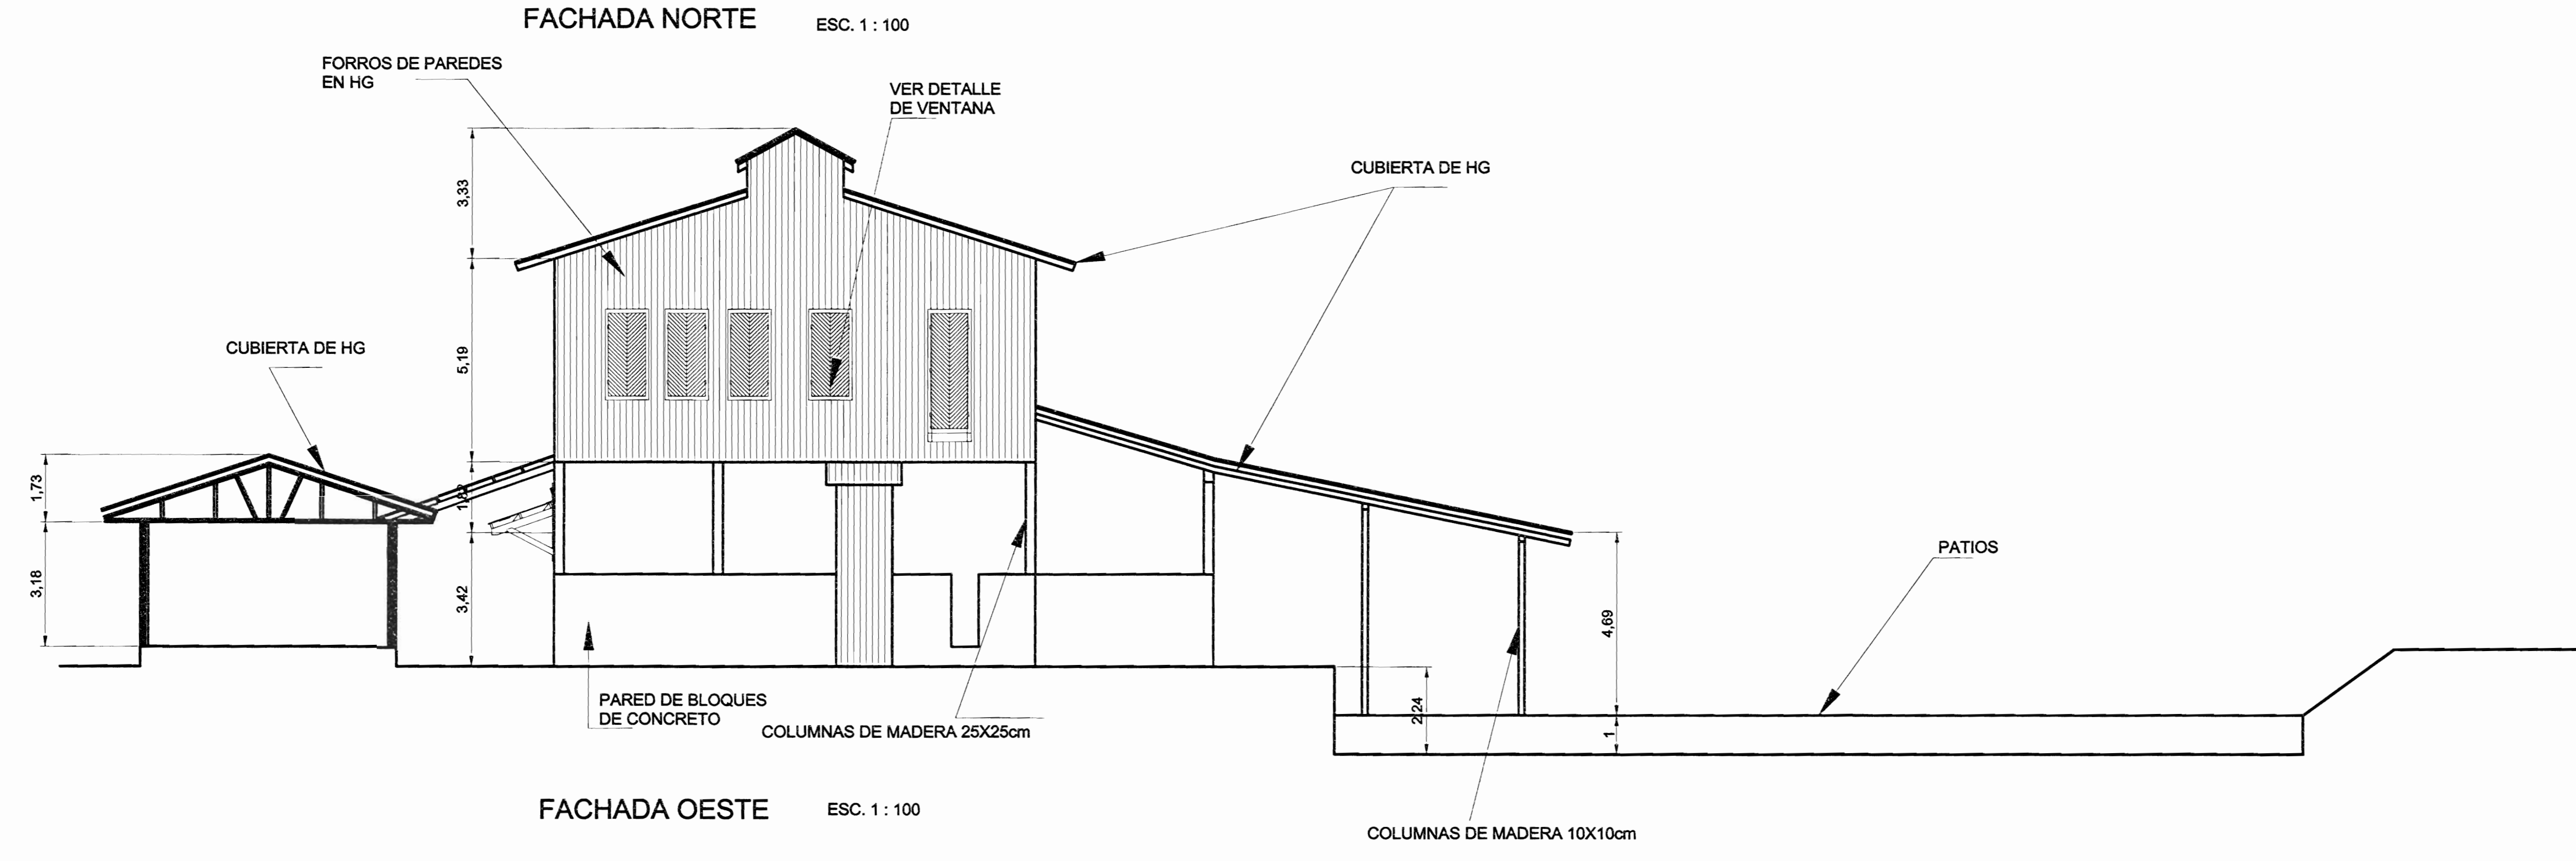 FACHADA NORTE ESC. 1 : 100
FORROS DE PAREDES
EN HG
VER DETALLE
DE VENTANA
CUBIERTA DE HG
3,33
5,19
CUBIERTA DE HG
1,73
1,82
3,18
3,42
PATIOS
4,69
2,24
1
PARED DE BLOQUES
DE CONCRETO
COLUMNAS DE MADERA 25X25cm
FACHADA OESTE ESC. 1 : 100
COLUMNAS DE MADERA 10X10cm